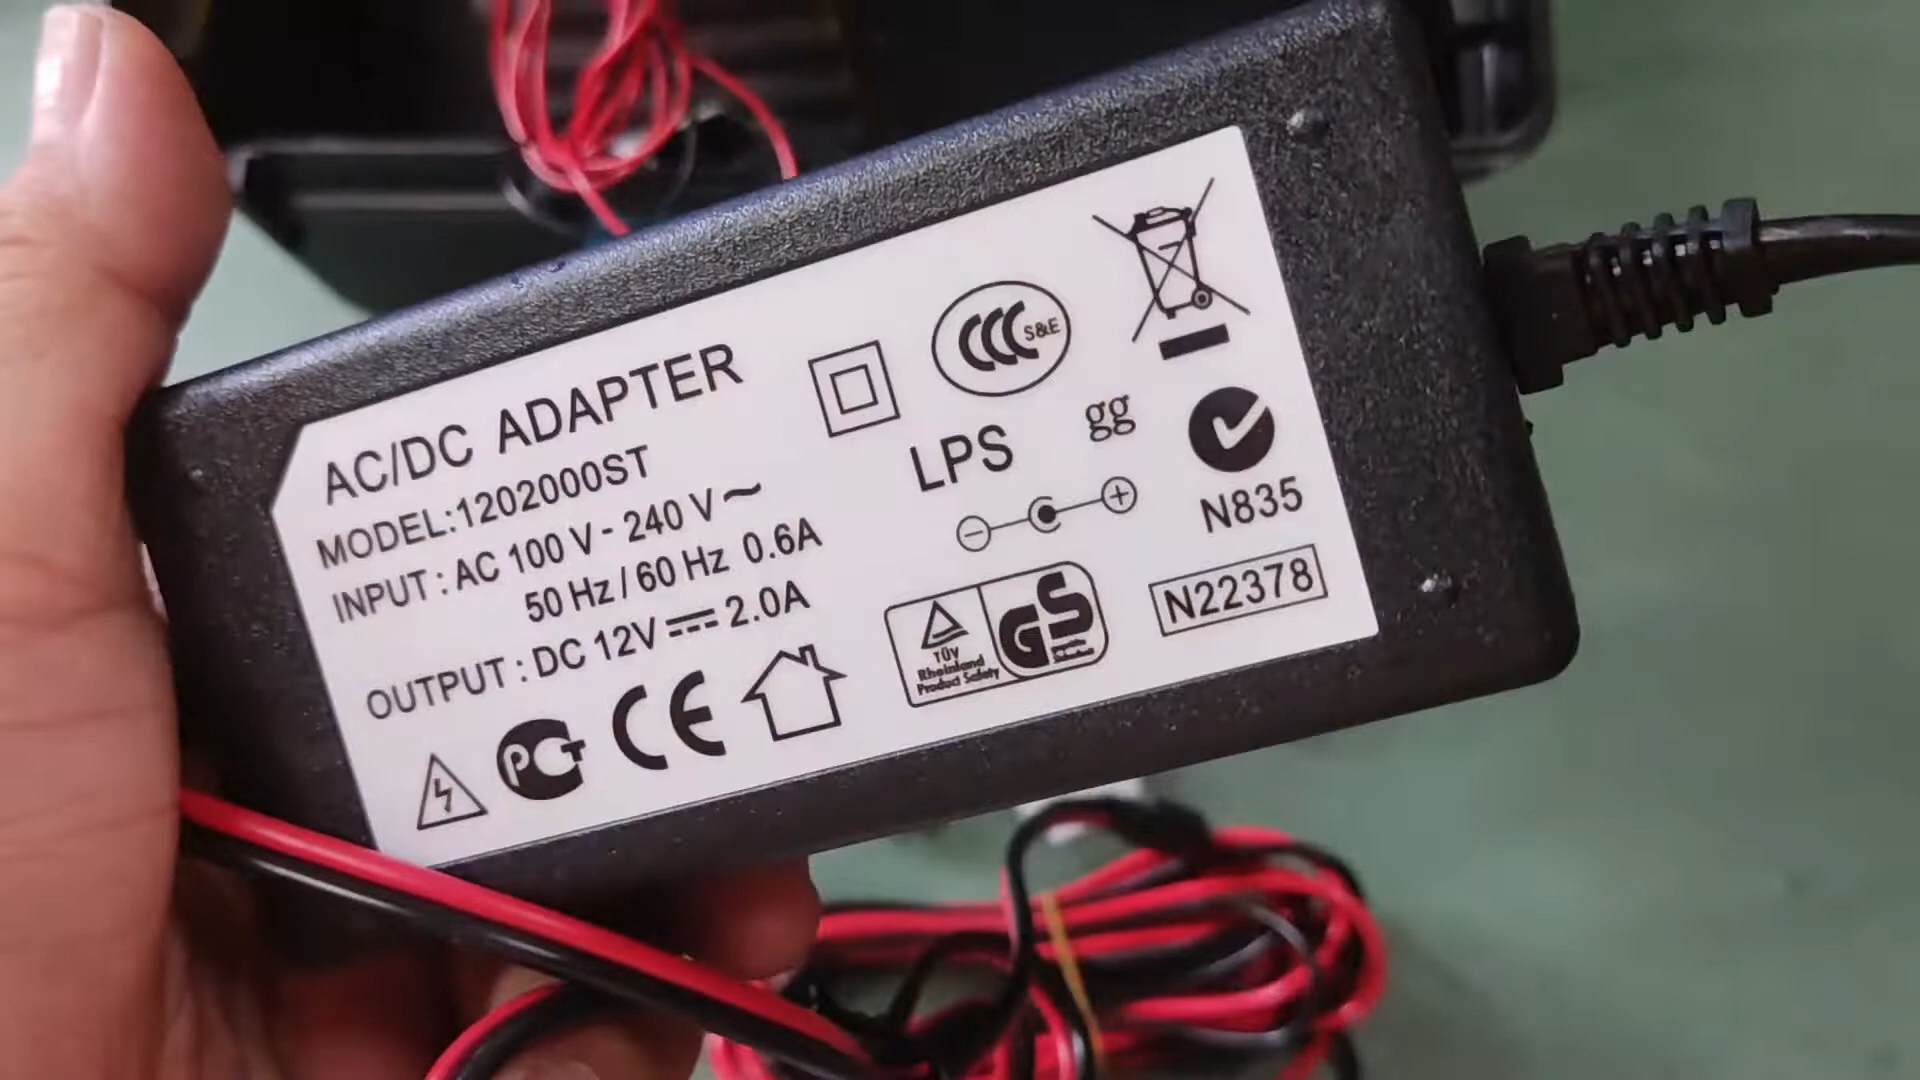 AC/DC ADAPTER
MODEL:1202000ST
INPUT : AC 100 V - 240 V ~
50 Hz / 60 Hz 0.6A
OUTPUT : DC 12V ⎓ 2.0A
PCT
CE
CCC S&E
LPS
gg
N835
TÜV
Rheinland
Product Safety
GS
N22378